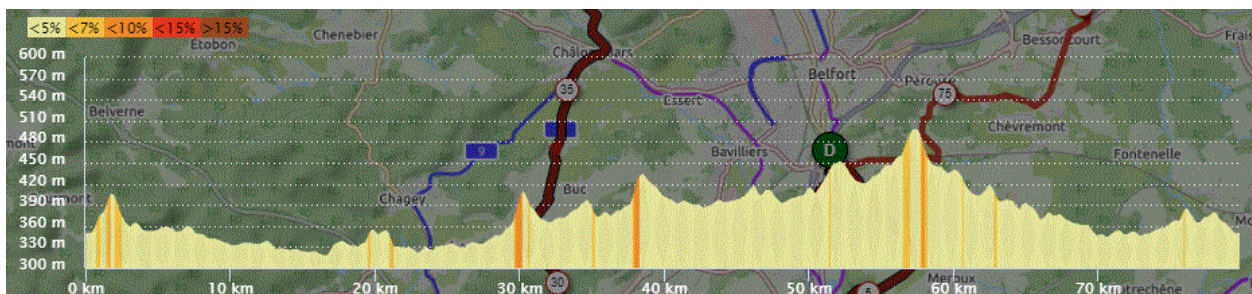 <5% <7% <10% <15% >15%
Etobon
Chenebier
Bessoncourt
600 m
570 m
540 m
510 m
480 m
450 m
420 m
390 m
360 m
330 m
300 m
Belfort
35
75
Essert
Belverne
Chèvremont
9
Bavilliers
D
Fontenelle
Buc
Chagey
30
5
0 km 10 km 20 km 30 km 40 km 50 km 60 km 70 km